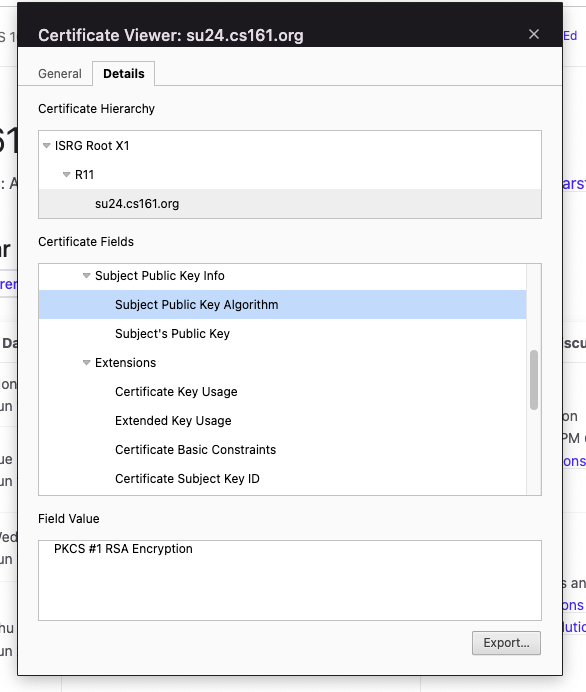 Certificate Viewer: su24.cs161.org
General
Details
Certificate Hierarchy
ISRG Root X1
R11
su24.cs161.org
Certificate Fields
Subject Public Key Info
Subject Public Key Algorithm
Subject's Public Key
Extensions
Certificate Key Usage
Extended Key Usage
Certificate Basic Constraints
Certificate Subject Key ID
Field Value
PKCS #1 RSA Encryption
Export...
Ed